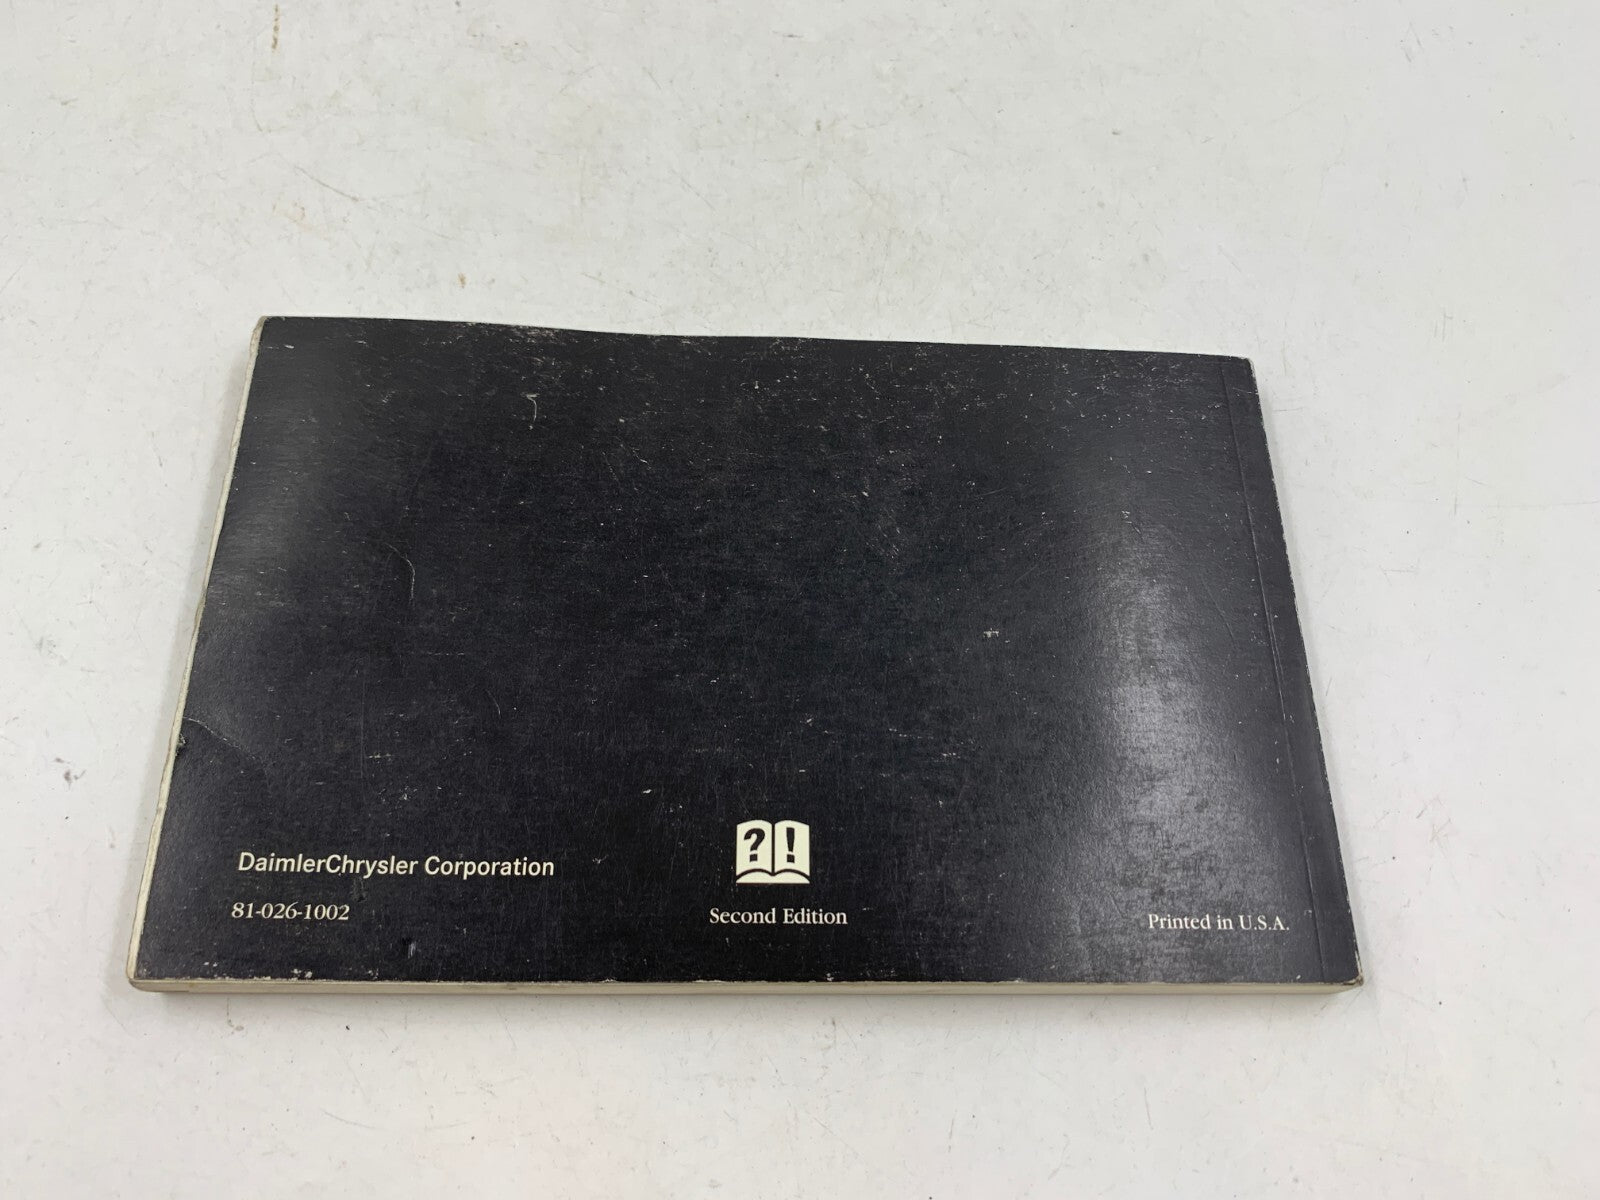 DaimlerChrysler Corporation
81-026-1002
?!
Second Edition
Printed in U.S.A.